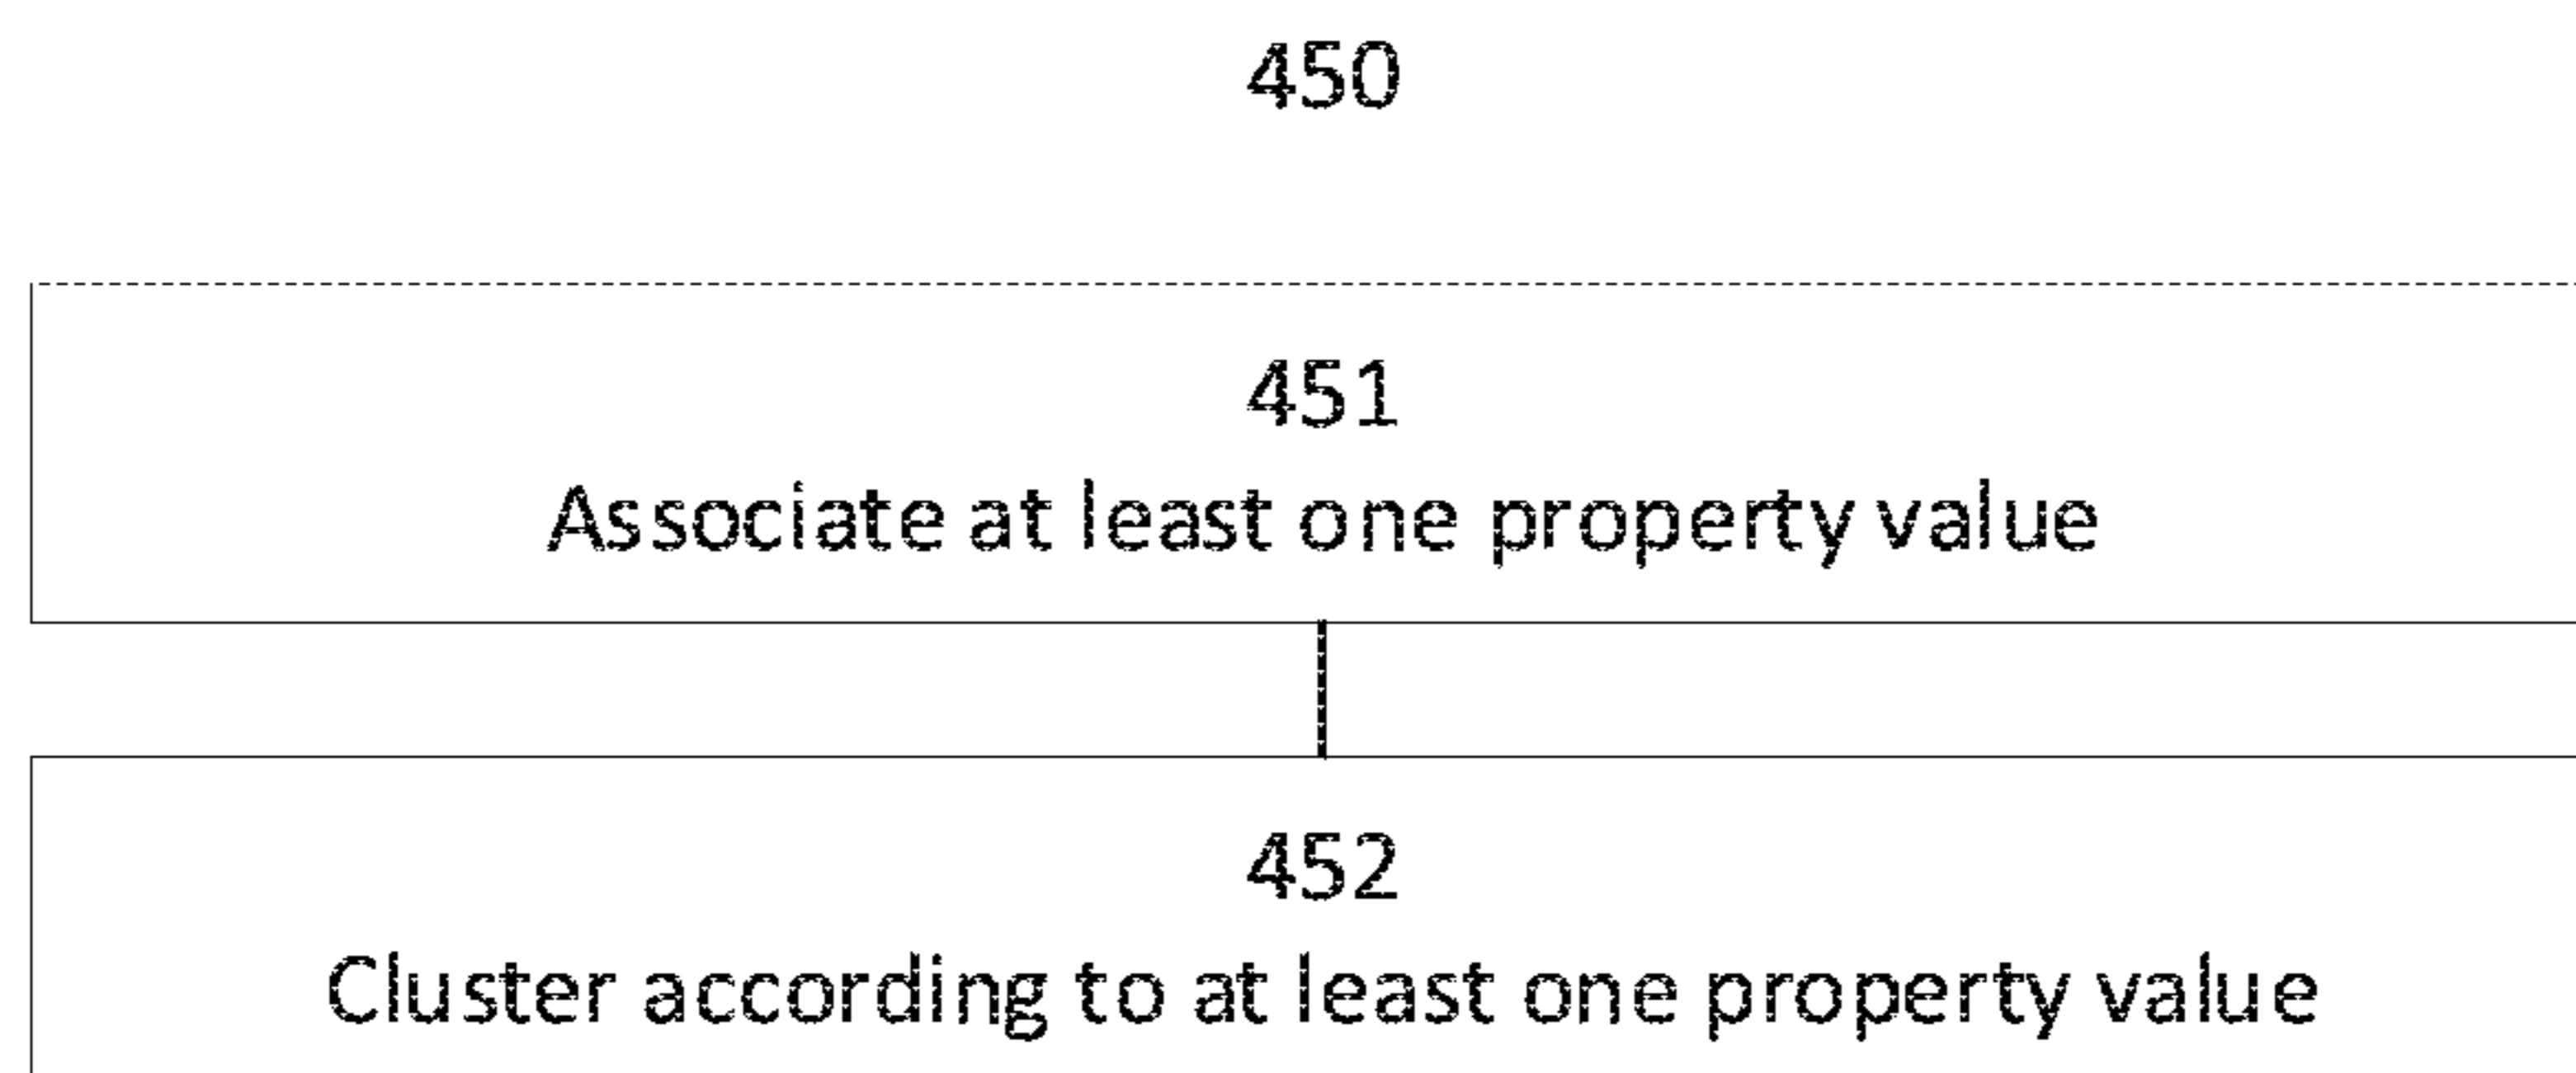 450
451
Associate at least one property value
452
Cluster according to at least one property value